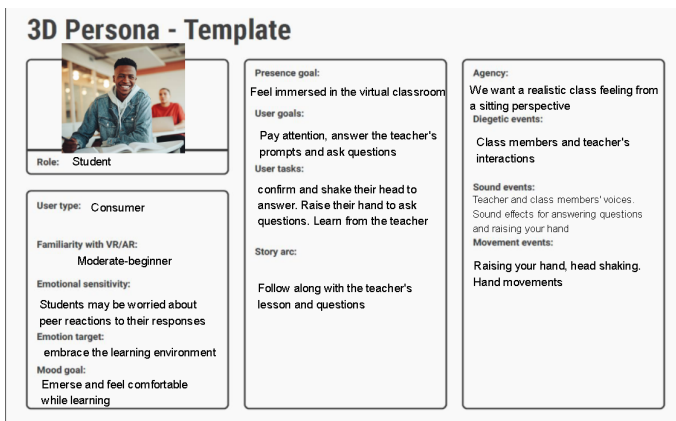 3D Persona - Template
Role: Student
User type: Consumer
Familiarity with VR/AR:
Moderate-beginner
Emotional sensitivity:
Students may be worried about
peer reactions to their responses
Emotion target:
embrace the learning environment
Mood goal:
Emerse and feel comfortable
while learning
Presence goal:
Feel immersed in the virtual classroom
User goals:
Pay attention, answer the teacher's
prompts and ask questions
User tasks:
confirm and shake their head to
answer. Raise their hand to ask
questions. Learn from the teacher
Story arc:
Follow along with the teacher's
lesson and questions
Agency:
We want a realistic class feeling from
a sitting perspective
Diegetic events:
Class members and teacher's
interactions
Sound events:
Teacher and class members' voices.
Sound effects for answering questions
and raising your hand
Movement events:
Raising your hand, head shaking.
Hand movements